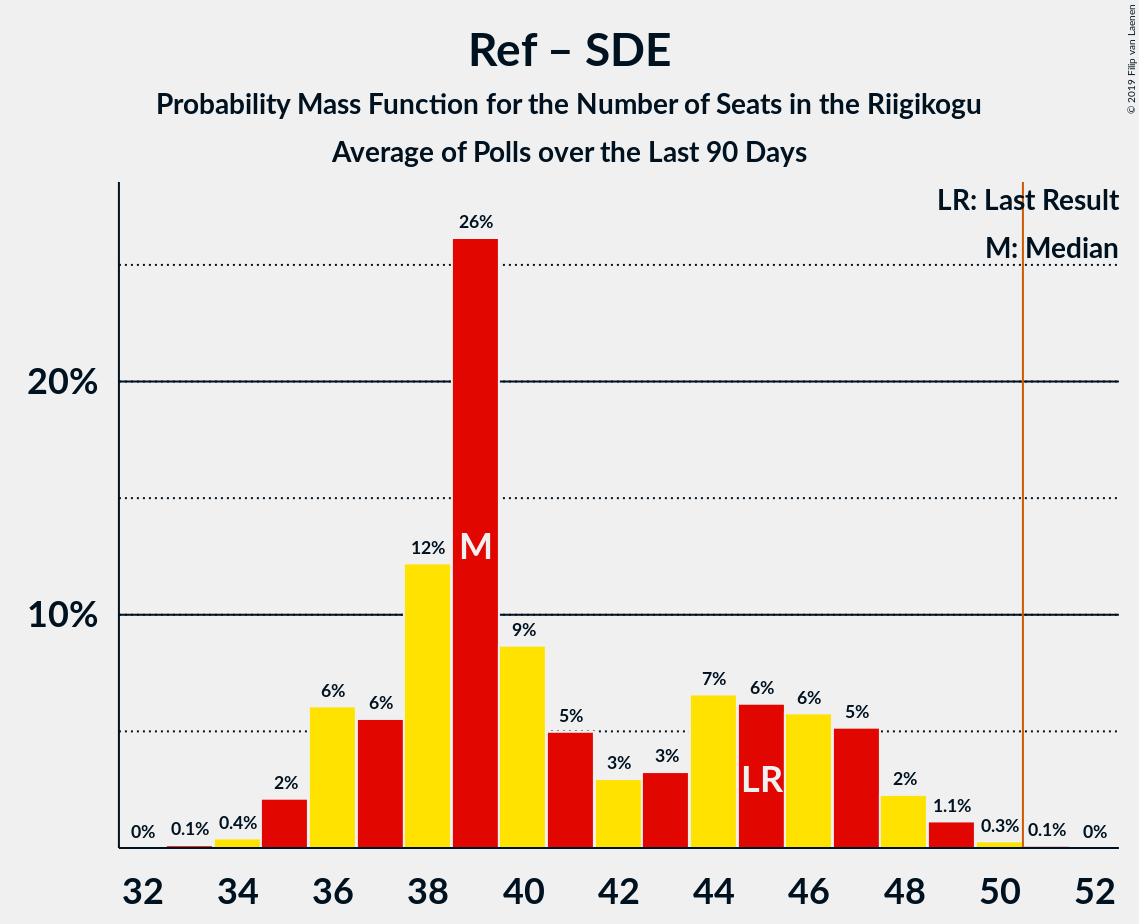 Ref – SDE
Probability Mass Function for the Number of Seats in the Riigikogu
Average of Polls over the Last 90 Days
© 2019 Filip van Laenen
LR: Last Result
M: Median
20%
10%
0% 0.1% 0.4% 2% 6% 6% 12% 26% 9% 5% 3% 3% 7% 6% 6% 5% 2% 1.1% 0.3% 0.1% 0%
M
LR
32 34 36 38 40 42 44 46 48 50 52